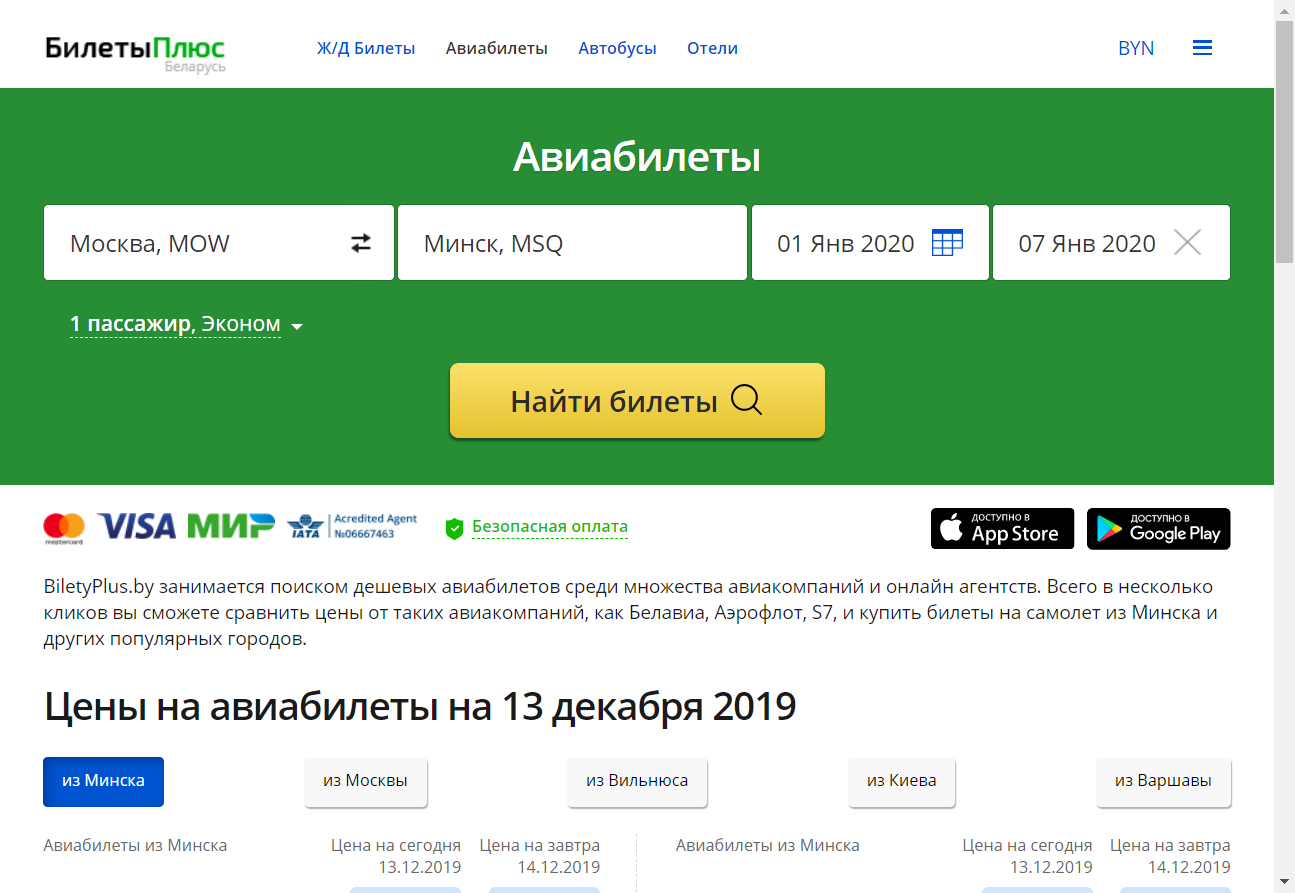 БилетыПлюс
Беларусь
Ж/Д Билеты Авиабилеты Автобусы Отели
BYN
Авиабилеты
Москва, MOW
Минск, MSQ
01 Янв 2020
07 Янв 2020
1 пассажир, Эконом
Найти билеты
mastercard VISA МИР IATA Accredited Agent
№06667463
Безопасная оплата
ДОСТУПНО В
App Store
ДОСТУПНО В
Google Play
BiletyPlus.by занимается поиском дешевых авиабилетов среди множества авиакомпаний и онлайн агентств. Всего в несколько
кликов вы сможете сравнить цены от таких авиакомпаний, как Белавиа, Аэрофлот, S7, и купить билеты на самолет из Минска и
других популярных городов.
Цены на авиабилеты на 13 декабря 2019
из Минска из Москвы из Вильнюса из Киева из Варшавы
Авиабилеты из Минска Цена на сегодня Цена на завтра
13.12.2019 14.12.2019
Авиабилеты из Минска Цена на сегодня Цена на завтра
13.12.2019 14.12.2019